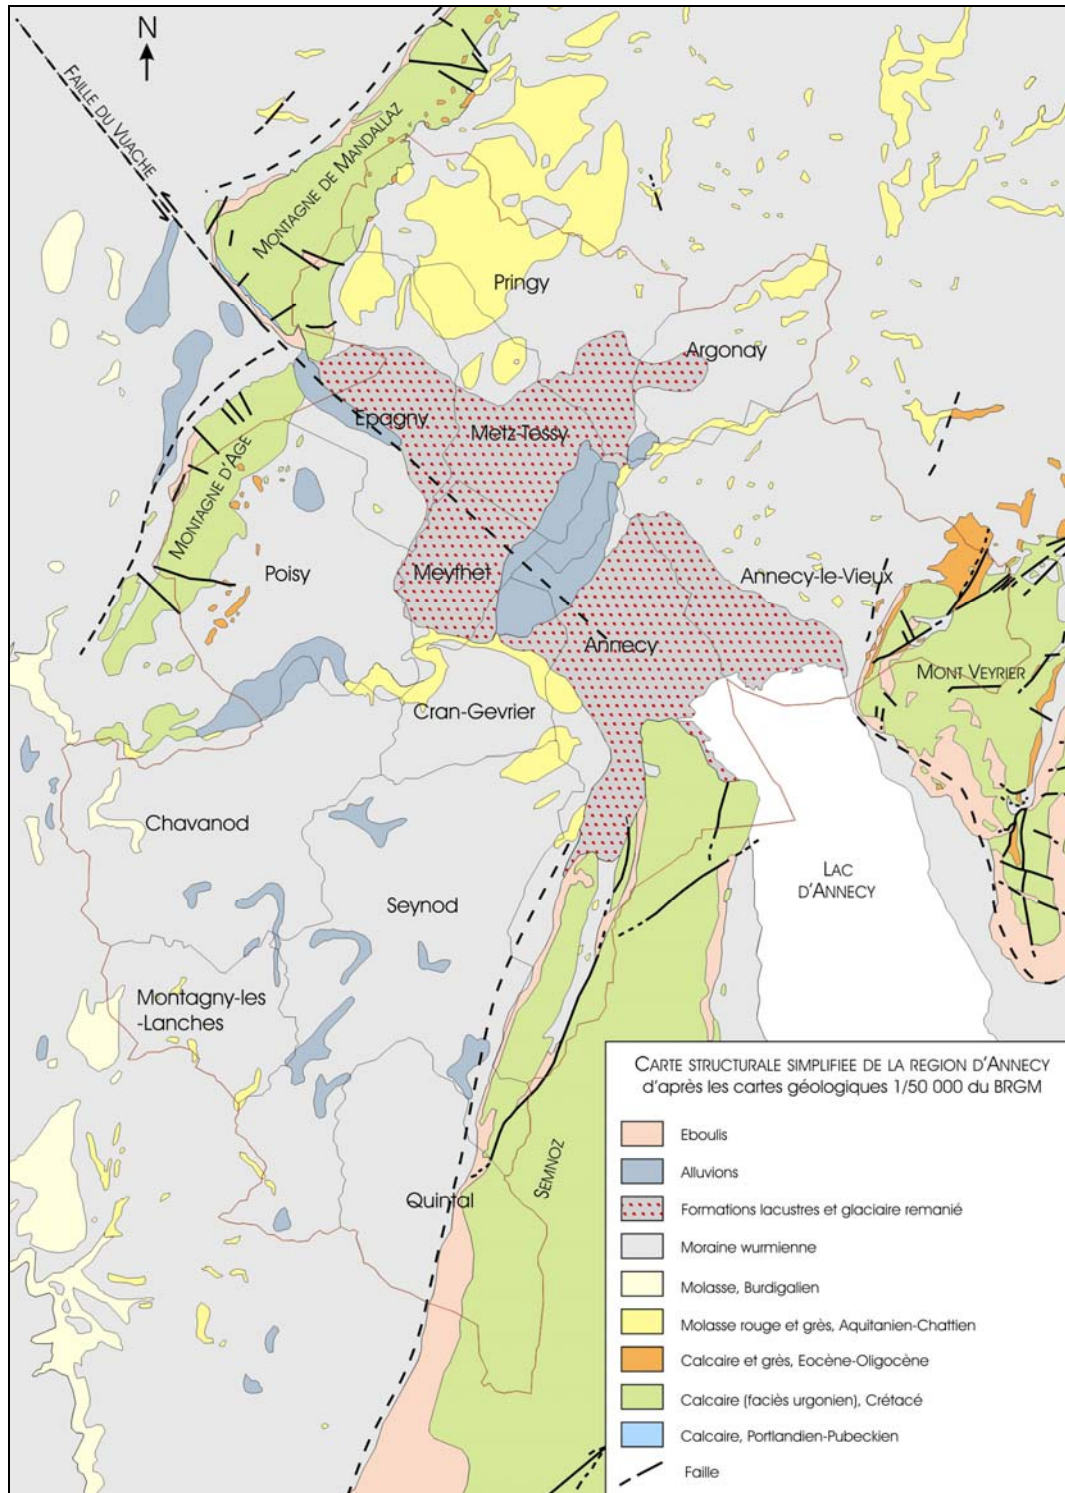 N
FAILLE DU VUACHE
MONTAGNE DE MANDALLAZ
Pringy
Argonay
Epagny
Metz-Tessy
MONTAGNE D'AGE
Poisy
Meythet
Annecy-le-Vieux
Annecy
MONT VEYRIER
Cran-Gevrier
Chavanod
LAC
D'ANNECY
Seynod
Montagny-les
-Lanches
SEMNOZ
Quintal
CARTE STRUCTURALE SIMPLIFIEE DE LA REGION D'ANNECY
d'après les cartes géologiques 1/50 000 du BRGM
Eboulis
Alluvions
Formations lacustres et glaciaire remanié
Moraine wurmienne
Molasse, Burdigalien
Molasse rouge et grès, Aquitanien-Chattien
Calcaire et grès, Eocène-Oligocène
Calcaire (faciès urgonien), Crétacé
Calcaire, Portlandien-Pubeckien
Faille